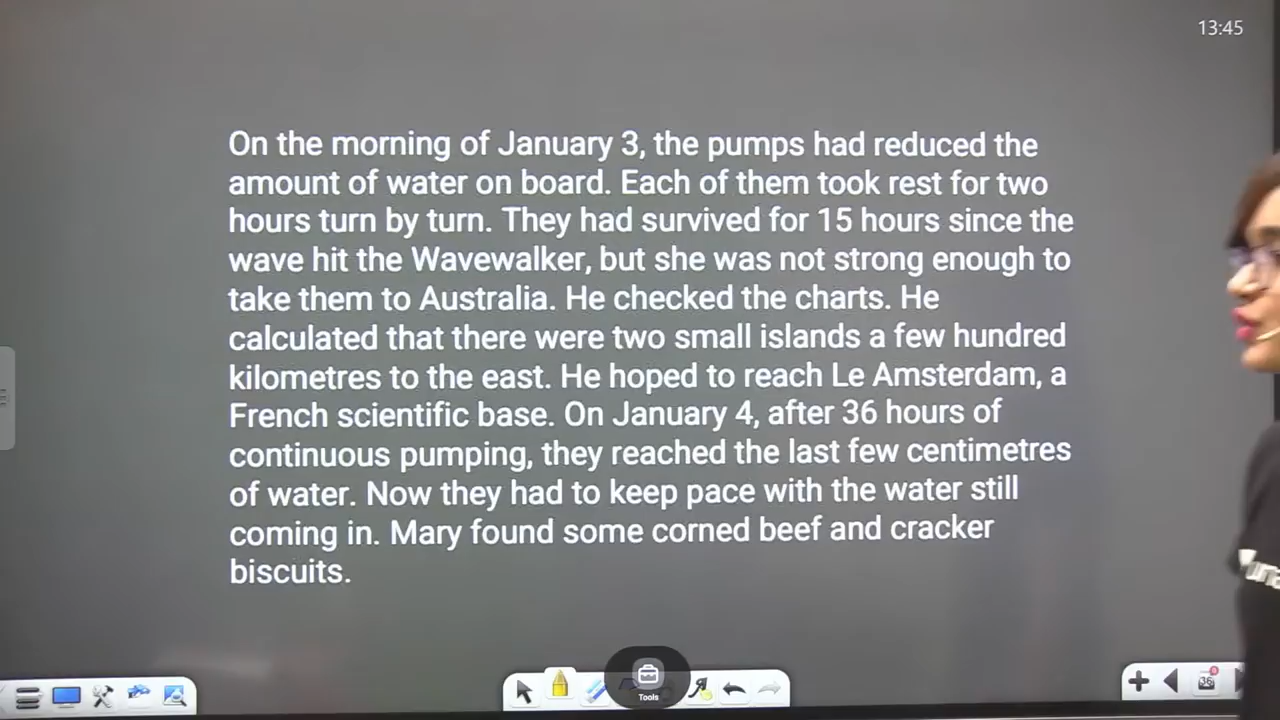 13:45
On the morning of January 3, the pumps had reduced the
amount of water on board. Each of them took rest for two
hours turn by turn. They had survived for 15 hours since the
wave hit the Wavewalker, but she was not strong enough to
take them to Australia. He checked the charts. He
calculated that there were two small islands a few hundred
kilometres to the east. He hoped to reach Le Amsterdam, a
French scientific base. On January 4, after 36 hours of
continuous pumping, they reached the last few centimetres
of water. Now they had to keep pace with the water still
coming in. Mary found some corned beef and cracker
biscuits.
Tools
36